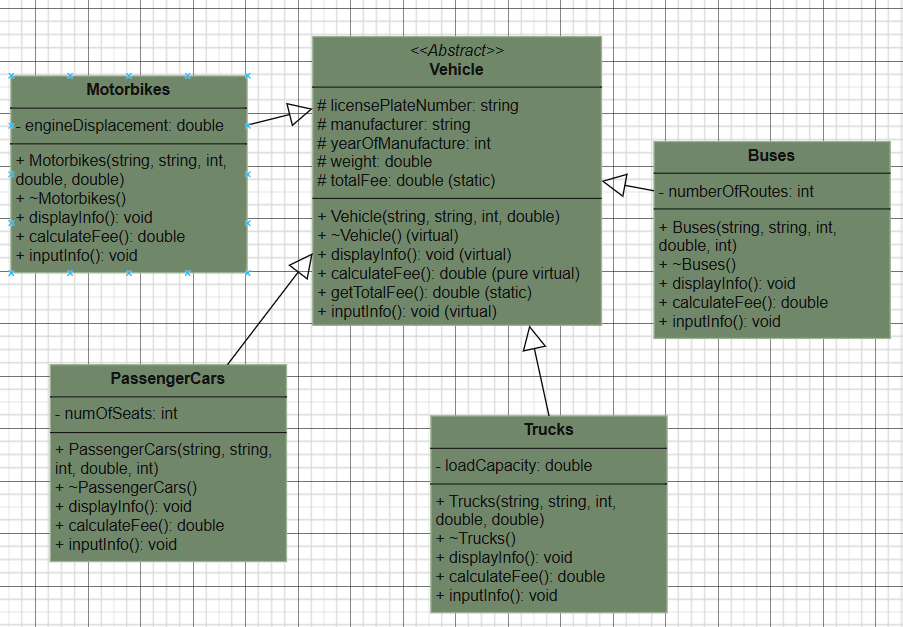 <<Abstract>>
Vehicle
# licensePlateNumber: string
# manufacturer: string
# yearOfManufacture: int
# weight: double
# totalFee: double (static)
+ Vehicle(string, string, int, double)
+ ~Vehicle() (virtual)
+ displayInfo(): void (virtual)
+ calculateFee(): double (pure virtual)
+ getTotalFee(): double (static)
+ inputInfo(): void (virtual)
Motorbikes
- engineDisplacement: double
+ Motorbikes(string, string, int,
double, double)
+ ~Motorbikes()
+ displayInfo(): void
+ calculateFee(): double
+ inputInfo(): void
Buses
- numberOfRoutes: int
+ Buses(string, string, int,
double, int)
+ ~Buses()
+ displayInfo(): void
+ calculateFee(): double
+ inputInfo(): void
PassengerCars
- numOfSeats: int
+ PassengerCars(string, string,
int, double, int)
+ ~PassengerCars()
+ displayInfo(): void
+ calculateFee(): double
+ inputInfo(): void
Trucks
- loadCapacity: double
+ Trucks(string, string, int,
double, double)
+ ~Trucks()
+ displayInfo(): void
+ calculateFee(): double
+ inputInfo(): void